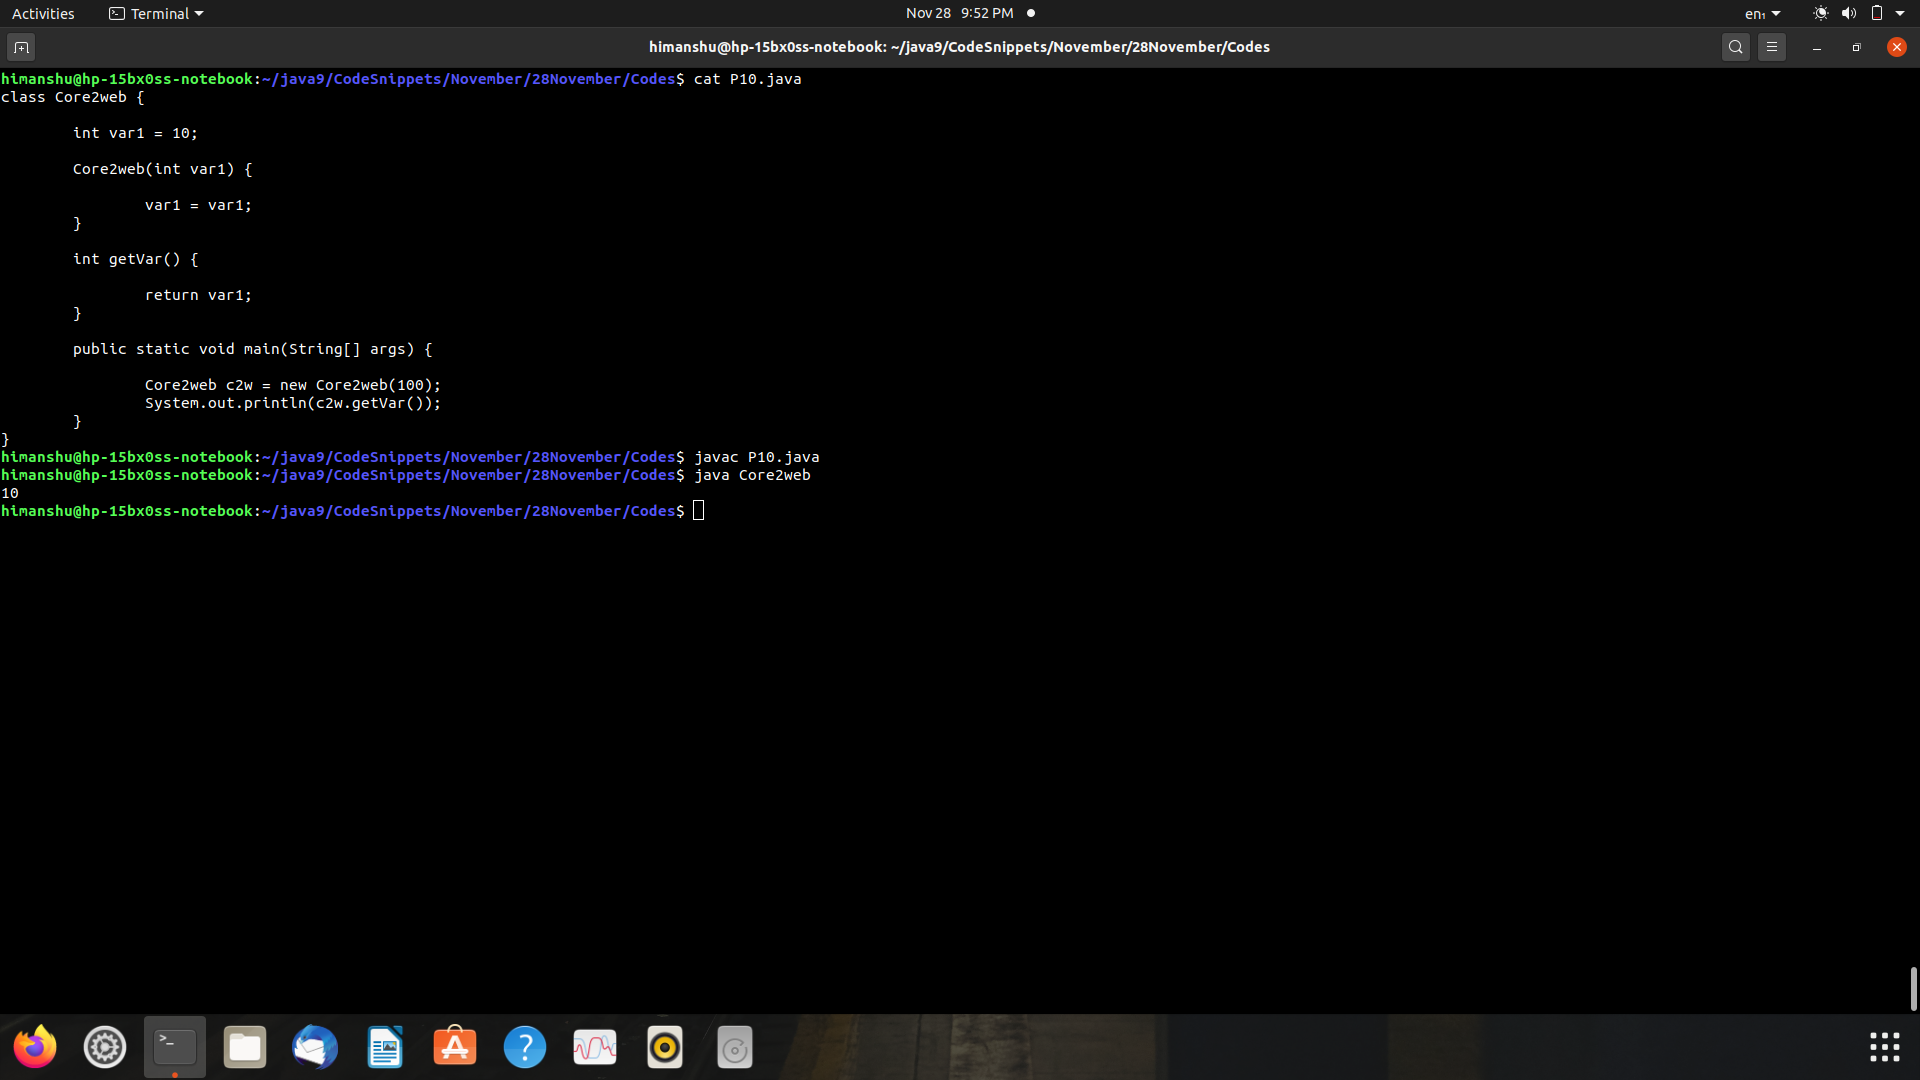 Activities
Terminal
Nov 28 9:52 PM
en₁
himanshu@hp-15bx0ss-notebook: ~/java9/CodeSnippets/November/28November/Codes
himanshu@hp-15bx0ss-notebook:~/java9/CodeSnippets/November/28November/Codes$ cat P10.java
class Core2web {
        int var1 = 10;
        Core2web(int var1) {
                var1 = var1;
        }
        int getVar() {
                return var1;
        }
        public static void main(String[] args) {
                Core2web c2w = new Core2web(100);
                System.out.println(c2w.getVar());
        }
}
himanshu@hp-15bx0ss-notebook:~/java9/CodeSnippets/November/28November/Codes$ javac P10.java
himanshu@hp-15bx0ss-notebook:~/java9/CodeSnippets/November/28November/Codes$ java Core2web
10
himanshu@hp-15bx0ss-notebook:~/java9/CodeSnippets/November/28November/Codes$